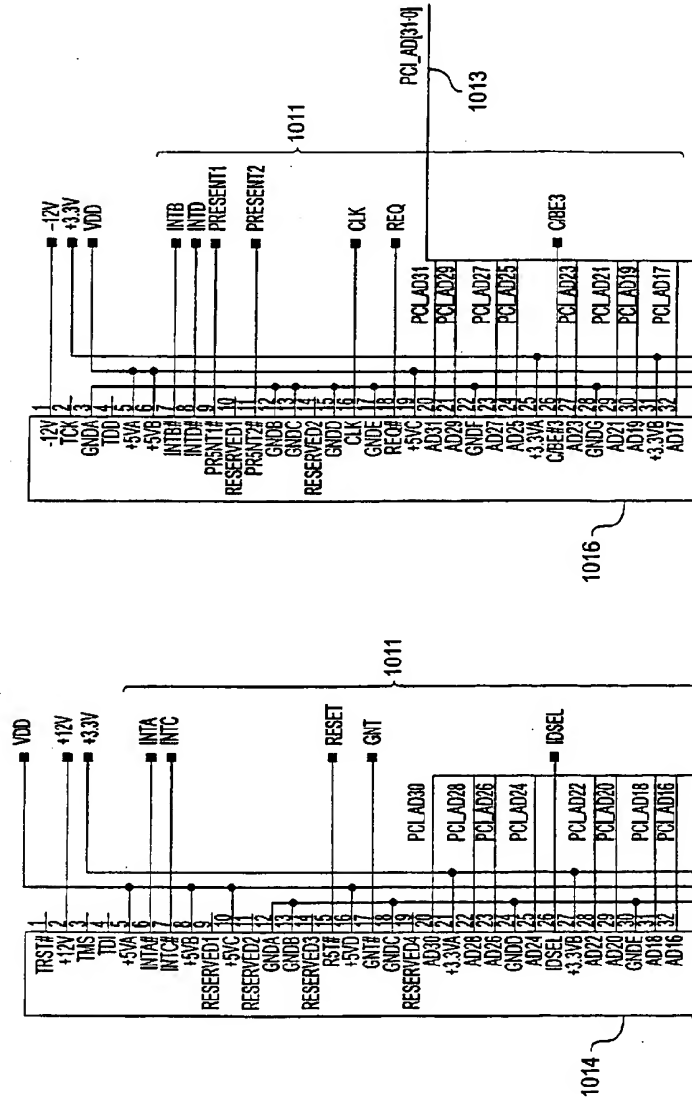 -12V
+3.3V
VDD
INTB
INTD
PRESENT1
PRESENT2
CLK
REQ
C/BE3
1011
PCI_AD[31-0]
1013
PCI_AD31
PCI_AD29
PCI_AD27
PCI_AD25
PCI_AD23
PCI_AD21
PCI_AD19
PCI_AD17
1 -12V
2 TCK
3 GNDA
4 TDD
5 +5VA
6 +5VB
7 INTB#
8 INTD#
9 PR5NT1#
10 RESERVED1
11 PR5NT2#
12 GNDB
13 GNDC
14 RESERVED2
15 GNDD
16 CLK
17 GNDE
18 REQ#
19 +5VC
20 AD31
21 AD29
22 GNDF
23 AD27
24 AD25
25 +3.3VA
26 C/BE#3
27 AD23
28 GNDG
29 AD21
30 AD19
31 +3.3VB
32 AD17
1016
VDD
+12V
+3.3V
INTA
INTC
RESET
GNT
IDSEL
1011
PCI_AD30
PCI_AD28
PCI_AD26
PCI_AD24
PCI_AD22
PCI_AD20
PCI_AD18
PCI_AD16
1 TRST#
2 +12V
3 TMS
4 TDI
5 +5VA
6 INTA#
7 INTC#
8 +5VB
9 RESERVED1
10 +5VC
11 RESERVED2
12 GNDA
13 GNDB
14 RESERVED3
15 R5T#
16 +5VD
17 GNT#
18 GNDC
19 RESERVED4
20 AD30
21 +3.3VA
22 AD28
23 AD26
24 GNDD
25 AD24
26 IDSEL
27 +3.3VB
28 AD22
29 AD20
30 GNDE
31 AD18
32 AD16
1014